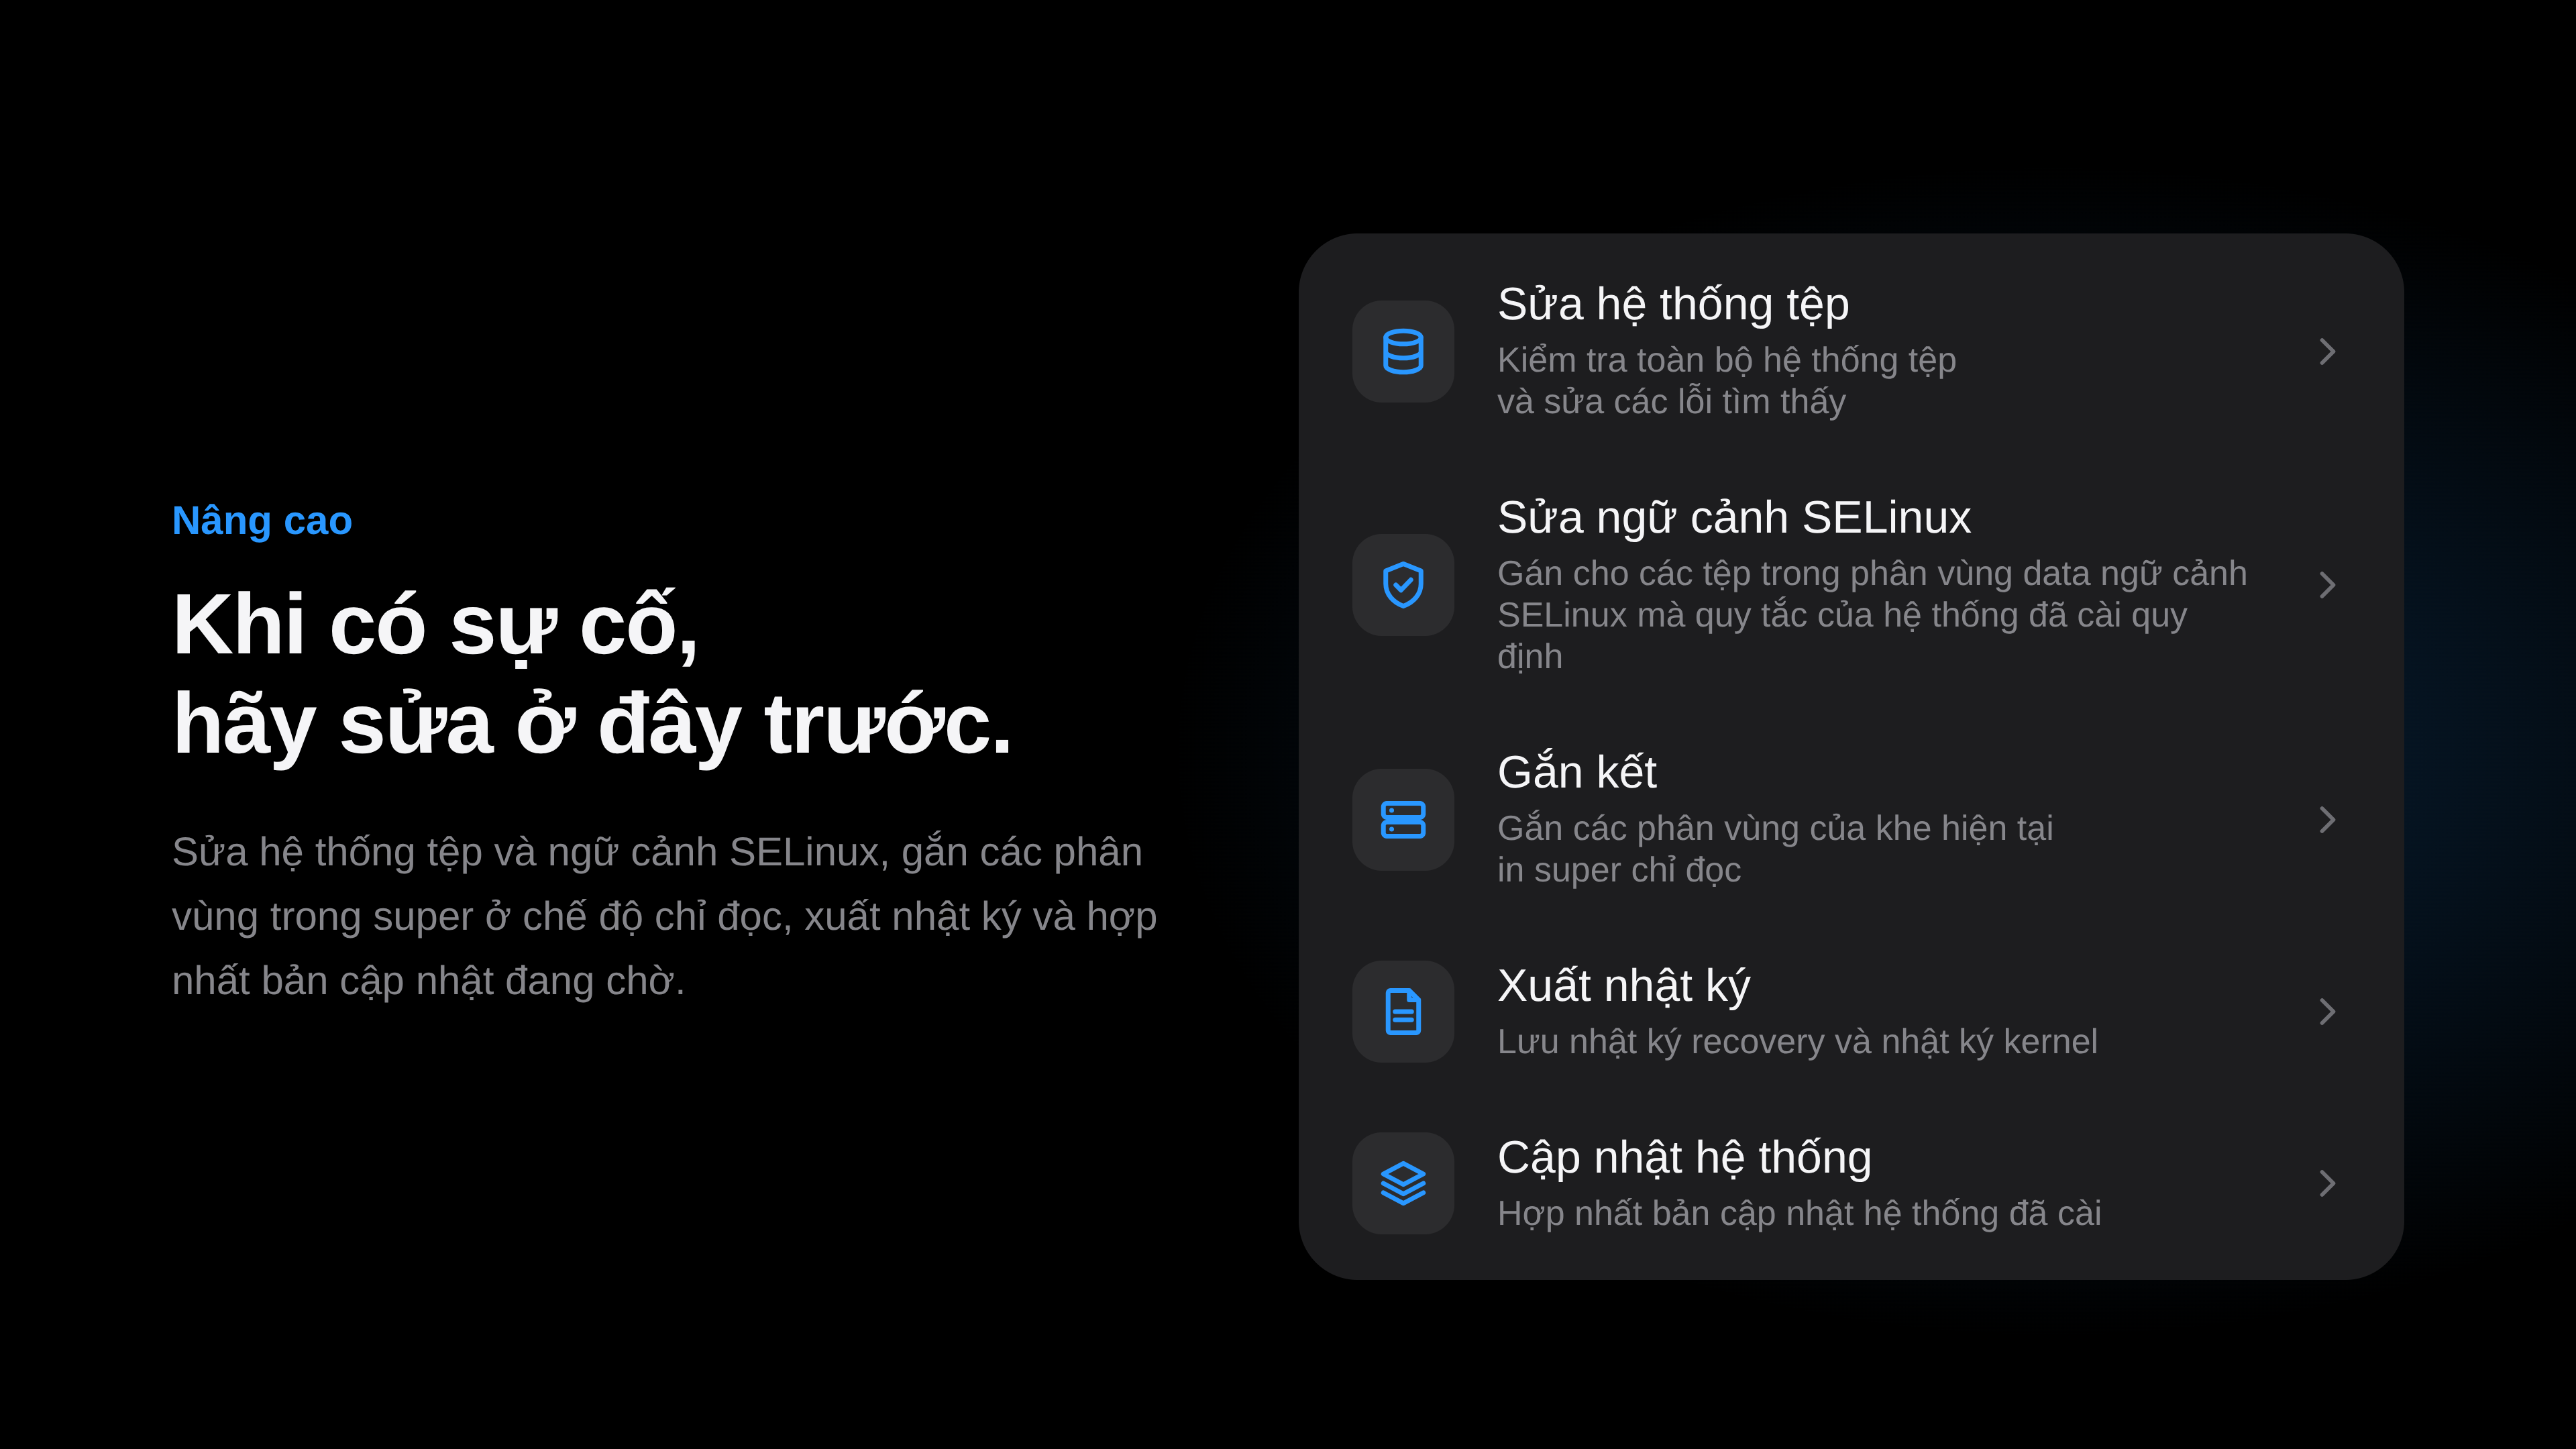 Nâng cao
Khi có sự cố,
hãy sửa ở đây trước.
Sửa hệ thống tệp và ngữ cảnh SELinux, gắn các phân
vùng trong super ở chế độ chỉ đọc, xuất nhật ký và hợp
nhất bản cập nhật đang chờ.
Sửa hệ thống tệp
Kiểm tra toàn bộ hệ thống tệp
và sửa các lỗi tìm thấy
Sửa ngữ cảnh SELinux
Gán cho các tệp trong phân vùng data ngữ cảnh
SELinux mà quy tắc của hệ thống đã cài quy
định
Gắn kết
Gắn các phân vùng của khe hiện tại
in super chỉ đọc
Xuất nhật ký
Lưu nhật ký recovery và nhật ký kernel
Cập nhật hệ thống
Hợp nhất bản cập nhật hệ thống đã cài